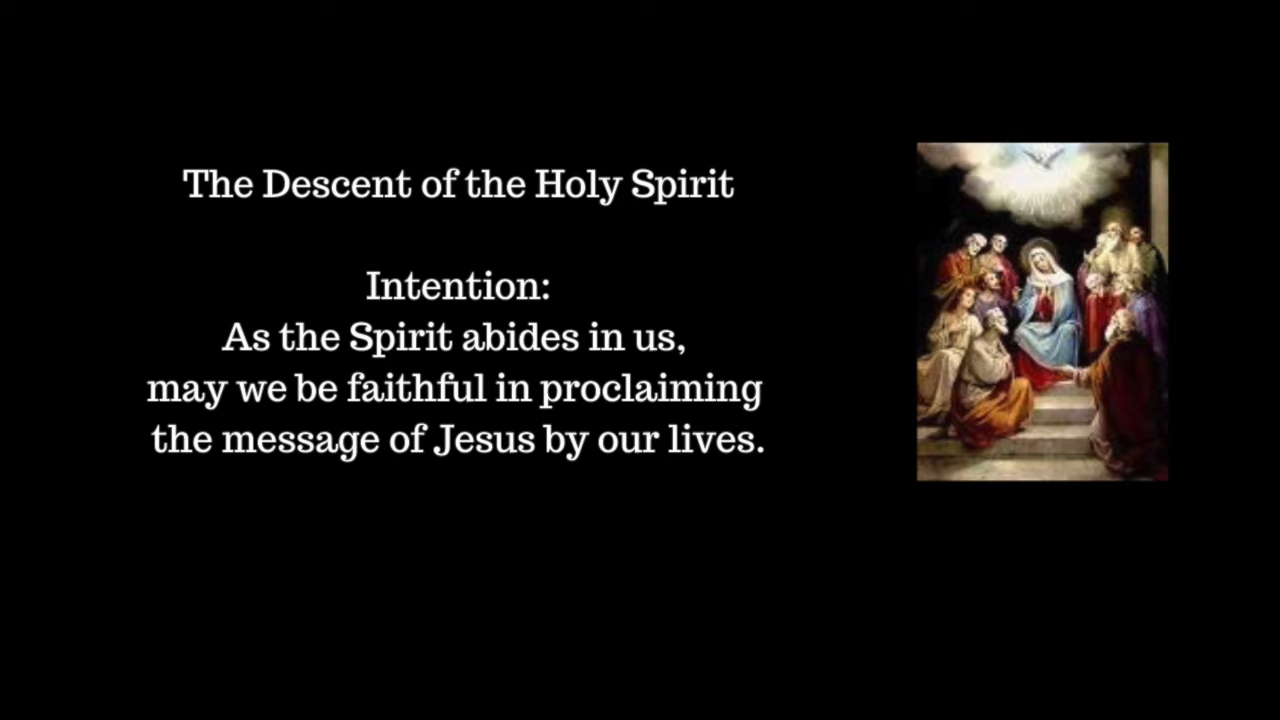 The Descent of the Holy Spirit
Intention:
As the Spirit abides in us,
may we be faithful in proclaiming
the message of Jesus by our lives.